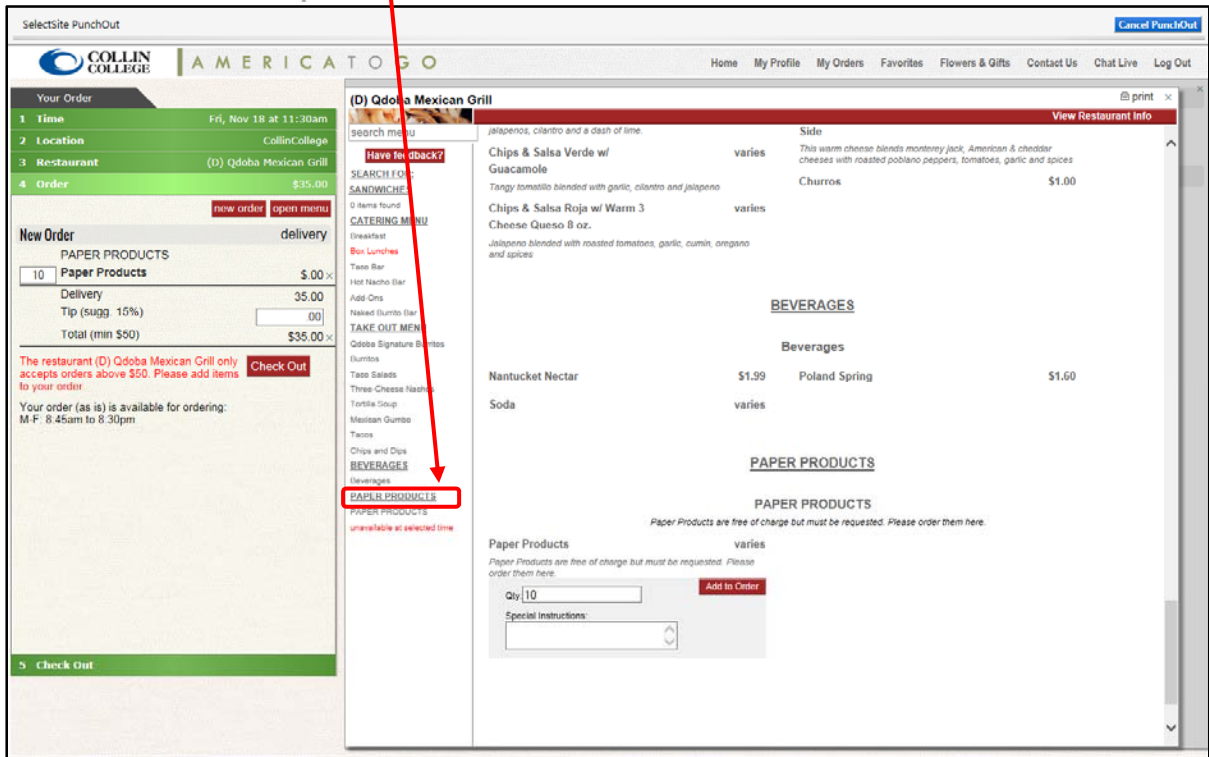 SelectSite PunchOut
Cancel PunchOut
COLLIN
COLLEGE
AMERICA TO GO
Home My Profile My Orders Favorites Flowers & Gifts Contact Us Chat Live Log Out
Your Order
1 Time Fri, Nov 18 at 11:30am
2 Location CollinCollege
3 Restaurant (D) Qdoba Mexican Grill
4 Order $35.00
new order open menu
New Order delivery
PAPER PRODUCTS
10 Paper Products $.00 ×
Delivery 35.00
Tip (sugg. 15%) .00
Total (min $50) $35.00 ×
The restaurant (D) Qdoba Mexican Grill only
accepts orders above $50. Please add items
to your order.
Check Out
Your order (as is) is available for ordering:
M-F: 8:45am to 8:30pm
5 Check Out
(D) Qdoba Mexican Grill
print ×
View Restaurant Info
search menu
Have feedback?
SEARCH FOR:
SANDWICHES
0 items found
CATERING MENU
Breakfast
Box Lunches
Taco Bar
Hot Nacho Bar
Add-Ons
Naked Burrito Bar
TAKE OUT MENU
Qdoba Signature Burritos
Burritos
Taco Salads
Three-Cheese Nachos
Tortilla Soup
Mexican Gumbo
Tacos
Chips and Dips
BEVERAGES
Beverages
PAPER PRODUCTS
PAPER PRODUCTS
unavailable at selected time
jalapenos, cilantro and a dash of lime.
Chips & Salsa Verde w/ varies
Guacamole
Tangy tomatillo blended with garlic, cilantro and jalapeno
Chips & Salsa Roja w/ Warm 3 varies
Cheese Queso 8 oz.
Jalapeno blended with roasted tomatoes, garlic, cumin, oregano
and spices
Side
This warm cheese blends monterey jack, American & cheddar
cheeses with roasted poblano peppers, tomatoes, garlic and spices
Churros $1.00
BEVERAGES
Beverages
Nantucket Nectar $1.99 Poland Spring $1.60
Soda varies
PAPER PRODUCTS
PAPER PRODUCTS
Paper Products are free of charge but must be requested. Please order them here.
Paper Products varies
Paper Products are free of charge but must be requested. Please
order them here.
Add to Order
Qty: 10
Special Instructions: